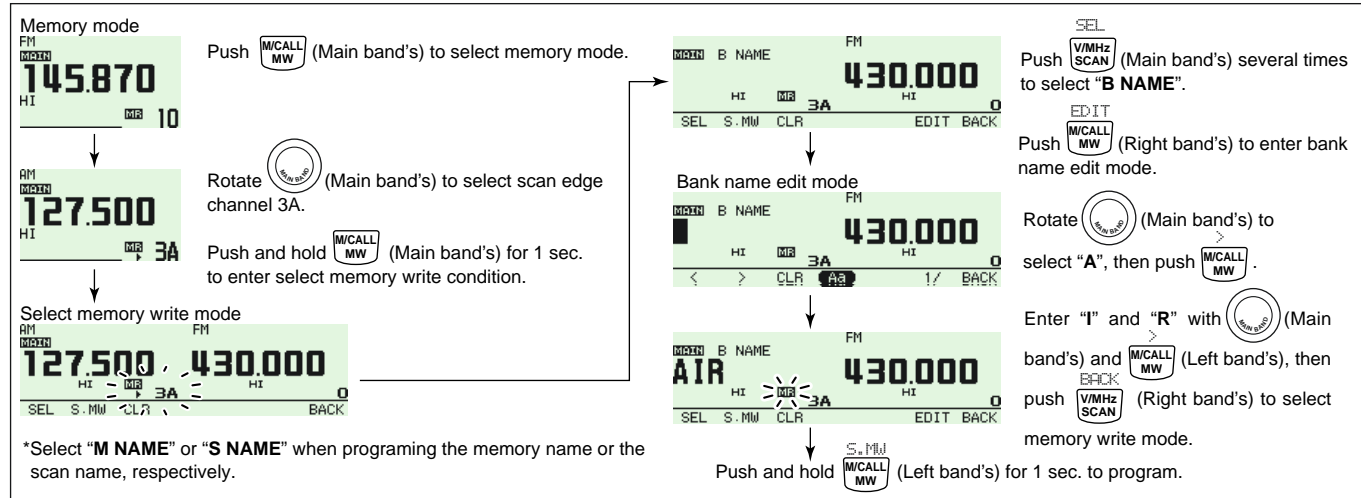 Memory mode
FM
MAIN
145.870
HI
MR 10
Push M/CALL MW (Main band's) to select memory mode.
AM
MAIN
127.500
HI
MR 3A
Rotate MAIN BAND (Main band's) to select scan edge
channel 3A.
Push and hold M/CALL MW (Main band's) for 1 sec.
to enter select memory write condition.
Select memory write mode
AM FM
MAIN
127.500 430.000
HI MR 3A HI 0
SEL S.MW CLR BACK
*Select "M NAME" or "S NAME" when programing the memory name or the
scan name, respectively.
FM
MAIN B NAME
430.000
HI MR 3A HI 0
SEL S.MW CLR EDIT BACK
SEL
Push V/MHz SCAN (Main band's) several times
to select "B NAME".
EDIT
Push M/CALL MW (Right band's) to enter bank
name edit mode.
Bank name edit mode
FM
MAIN B NAME
430.000
HI MR 3A HI 0
< > CLR Aa 1/ BACK
Rotate MAIN BAND (Main band's) to
>
select "A", then push M/CALL MW .
FM
MAIN B NAME
AIR 430.000
HI MR 3A HI 0
SEL S.MW CLR EDIT BACK
Enter "I" and "R" with MAIN BAND (Main
>
band's) and M/CALL MW (Left band's), then
BACK
push V/MHz SCAN (Right band's) to select
memory write mode.
S.MW
Push and hold M/CALL MW (Left band's) for 1 sec. to program.